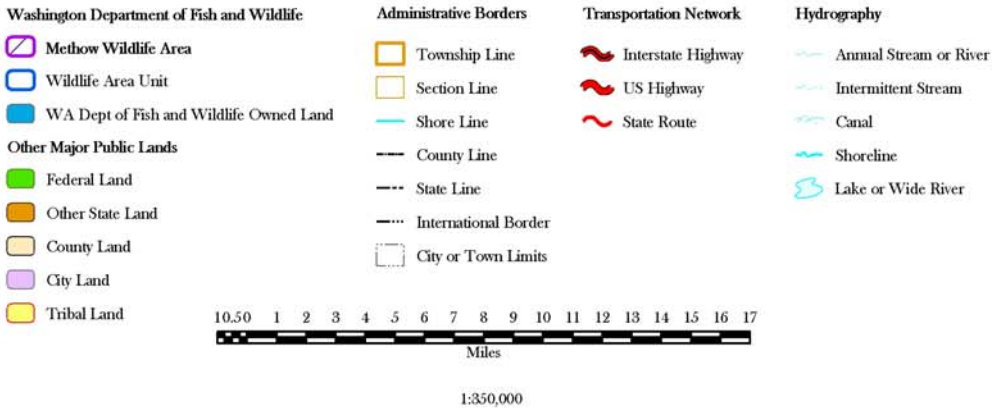 Washington Department of Fish and Wildlife
Methow Wildlife Area
Wildlife Area Unit
WA Dept of Fish and Wildlife Owned Land
Other Major Public Lands
Federal Land
Other State Land
County Land
City Land
Tribal Land
Administrative Borders
Township Line
Section Line
Shore Line
County Line
State Line
International Border
City or Town Limits
Transportation Network
Interstate Highway
US Highway
State Route
Hydrography
Annual Stream or River
Intermittent Stream
Canal
Shoreline
Lake or Wide River
1 0.5 0 1 2 3 4 5 6 7 8 9 10 11 12 13 14 15 16 17
Miles
1:350,000